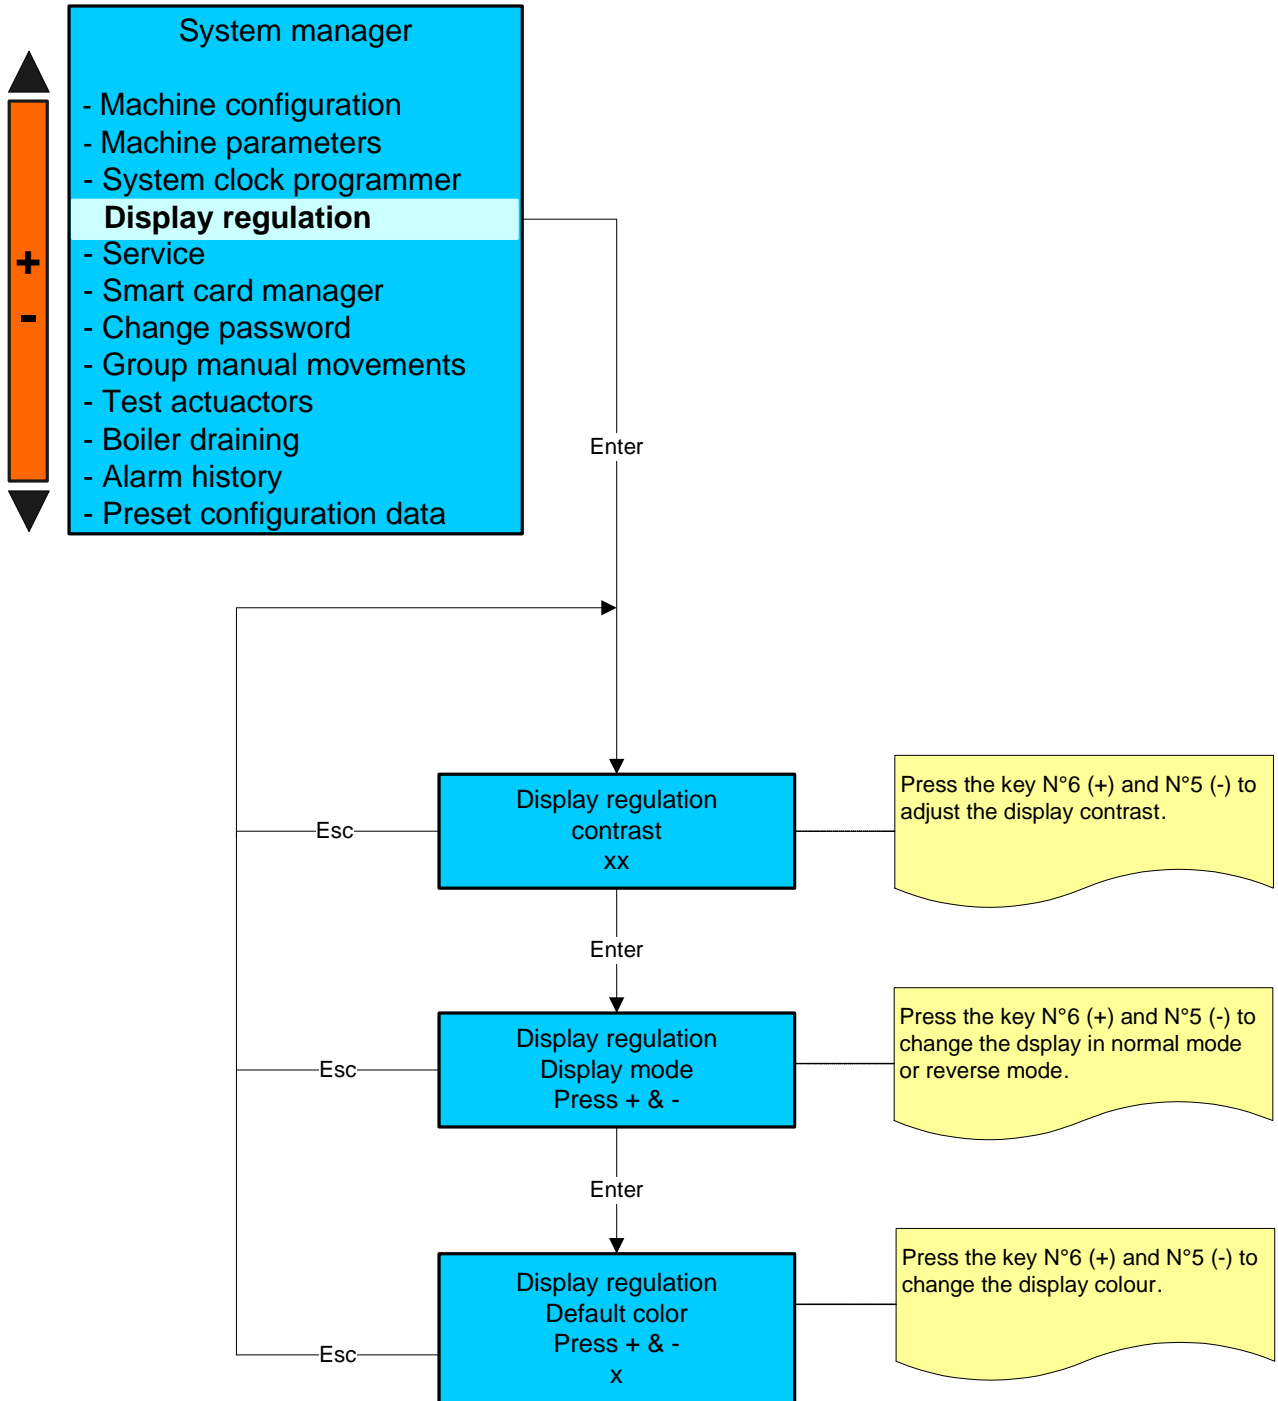 System manager
- Machine configuration
- Machine parameters
- System clock programmer
Display regulation
- Service
- Smart card manager
- Change password
- Group manual movements
- Test actuactors
- Boiler draining
- Alarm history
- Preset configuration data
+
-
Enter
Display regulation
contrast
xx
Esc
Press the key N°6 (+) and N°5 (-) to
adjust the display contrast.
Enter
Display regulation
Display mode
Press + & -
Esc
Press the key N°6 (+) and N°5 (-) to
change the dsplay in normal mode
or reverse mode.
Enter
Display regulation
Default color
Press + & -
x
Esc
Press the key N°6 (+) and N°5 (-) to
change the display colour.